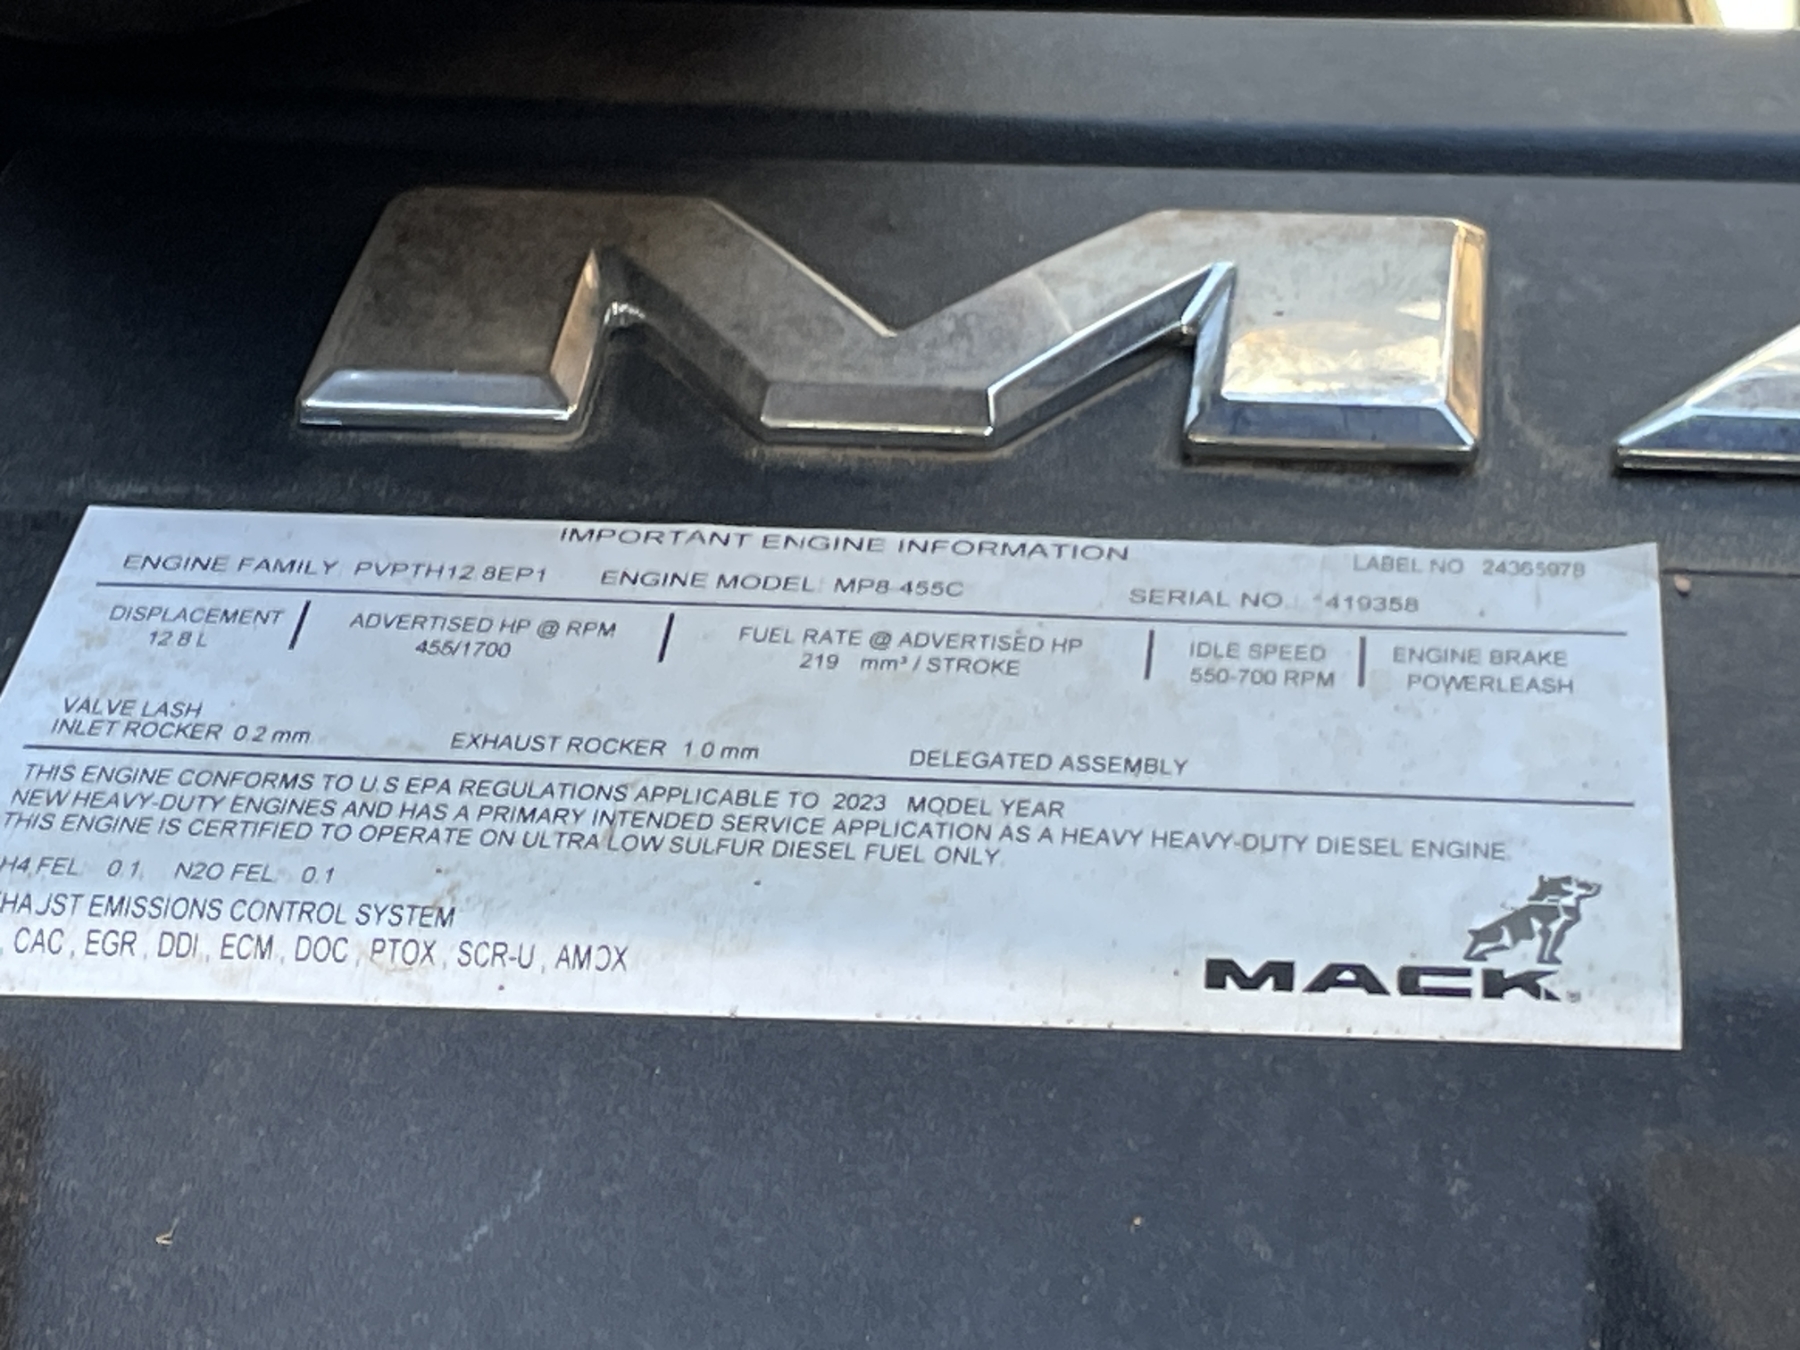 M
IMPORTANT ENGINE INFORMATION
LABEL NO 24365978
ENGINE FAMILY PVPTH12.8EP1 ENGINE MODEL: MP8-455C SERIAL NO. 419358
DISPLACEMENT
12.8 L
ADVERTISED HP @ RPM
455/1700
FUEL RATE @ ADVERTISED HP
219 mm³ / STROKE
IDLE SPEED
550-700 RPM
ENGINE BRAKE
POWERLEASH
VALVE LASH
INLET ROCKER 0.2 mm EXHAUST ROCKER 1.0 mm DELEGATED ASSEMBLY
THIS ENGINE CONFORMS TO U.S EPA REGULATIONS APPLICABLE TO 2023 MODEL YEAR
NEW HEAVY-DUTY ENGINES AND HAS A PRIMARY INTENDED SERVICE APPLICATION AS A HEAVY HEAVY-DUTY DIESEL ENGINE.
THIS ENGINE IS CERTIFIED TO OPERATE ON ULTRA LOW SULFUR DIESEL FUEL ONLY.
H4 FEL: 0.1, N2O FEL: 0.1
HAUST EMISSIONS CONTROL SYSTEM
, CAC, EGR, DDI, ECM, DOC, PTOX, SCR-U, AMOX
MACK